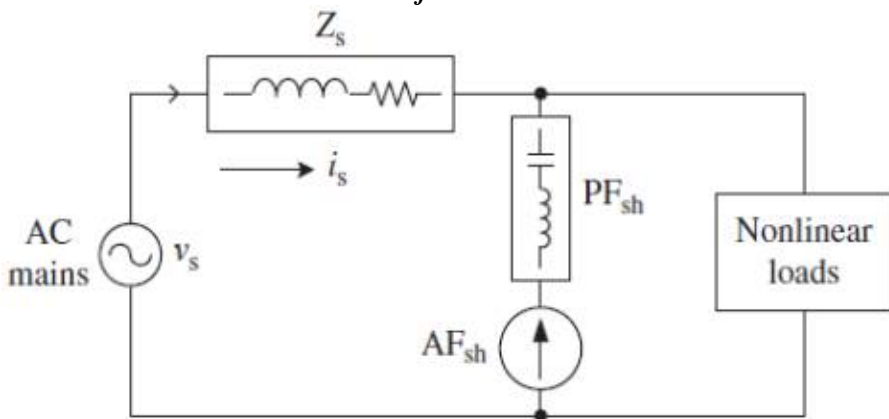 Z_s
i_s
PF_sh
AC
mains
v_s
Nonlinear
loads
AF_sh